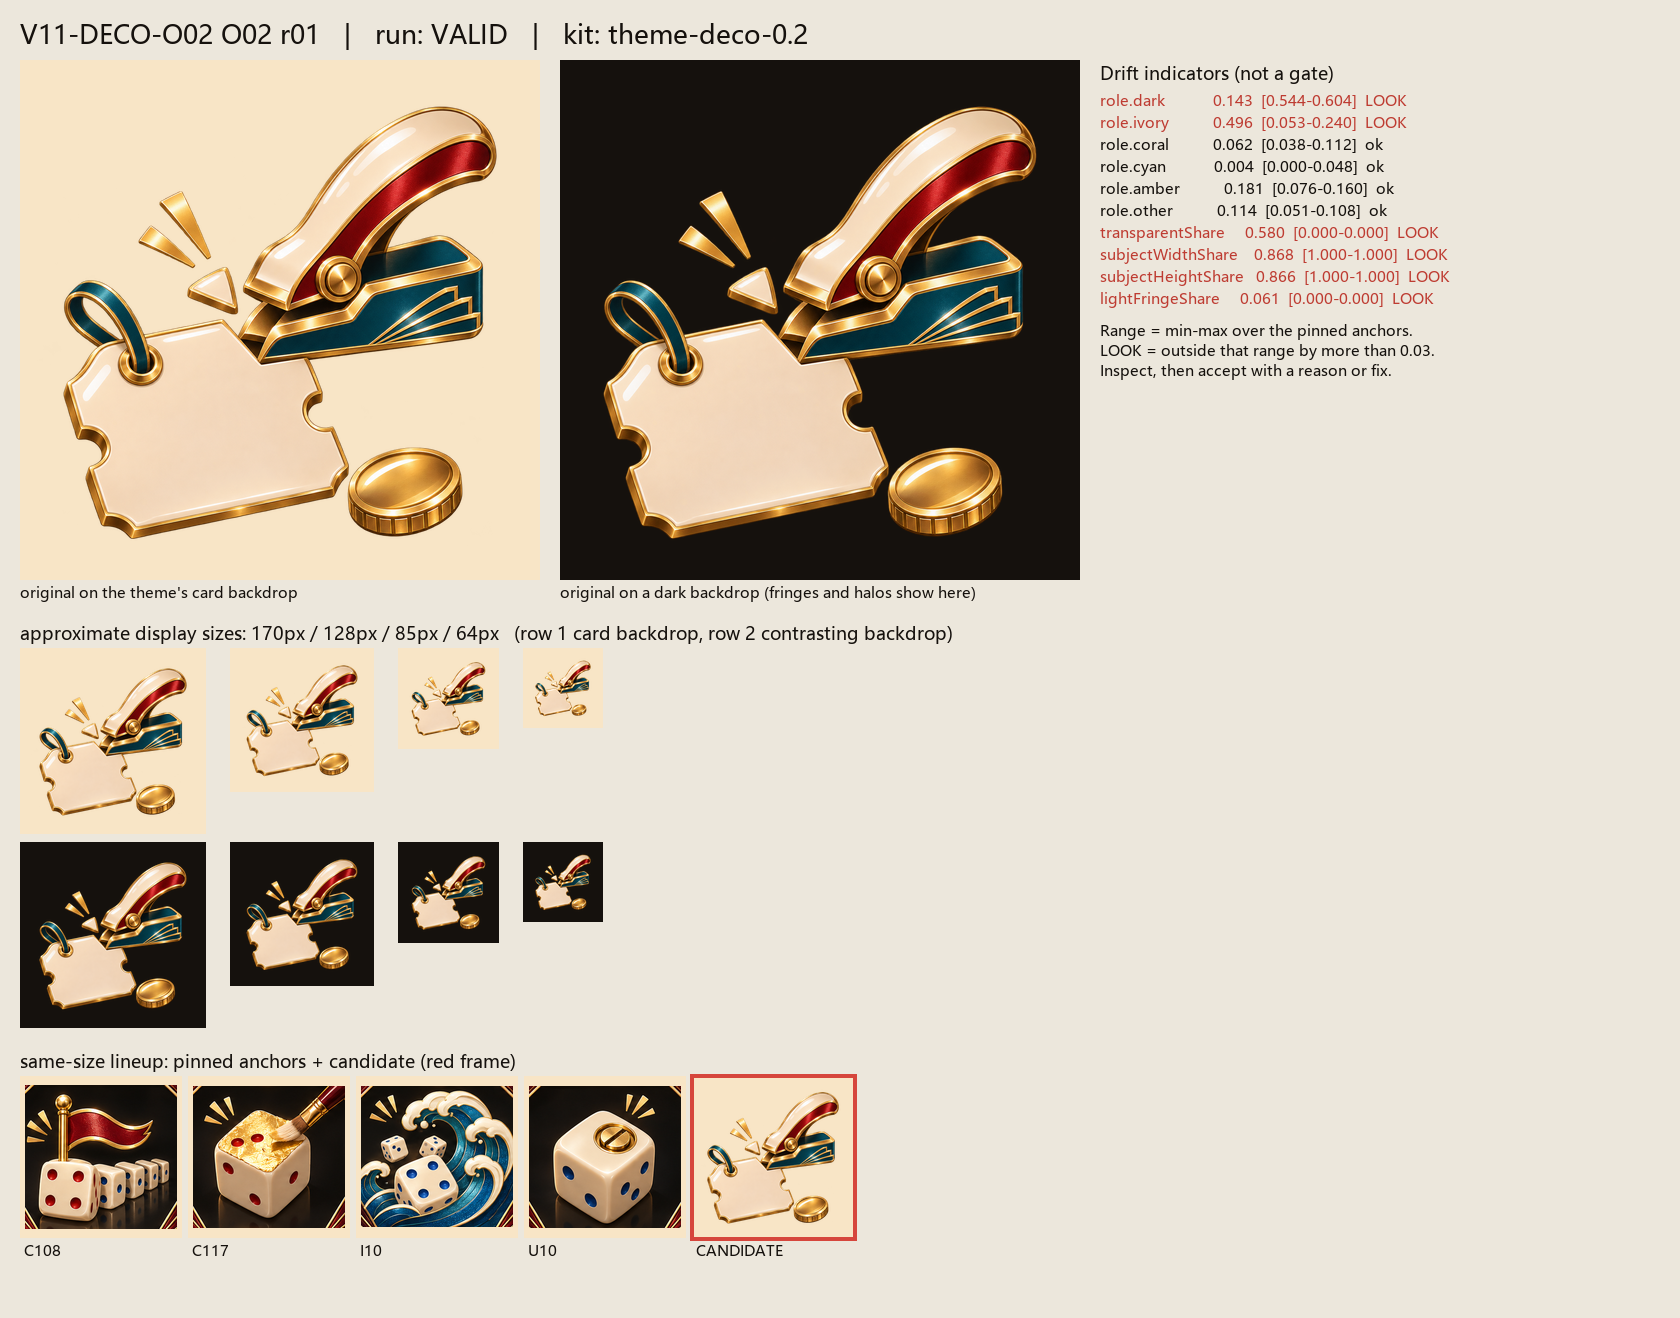 V11-DECO-O02 O02 r01 | run: VALID | kit: theme-deco-0.2
Drift indicators (not a gate)
role.dark 0.143 [0.544-0.604] LOOK
role.ivory 0.496 [0.053-0.240] LOOK
role.coral 0.062 [0.038-0.112] ok
role.cyan 0.004 [0.000-0.048] ok
role.amber 0.181 [0.076-0.160] ok
role.other 0.114 [0.051-0.108] ok
transparentShare 0.580 [0.000-0.000] LOOK
subjectWidthShare 0.868 [1.000-1.000] LOOK
subjectHeightShare 0.866 [1.000-1.000] LOOK
lightFringeShare 0.061 [0.000-0.000] LOOK
Range = min-max over the pinned anchors.
LOOK = outside that range by more than 0.03.
Inspect, then accept with a reason or fix.
original on the theme's card backdrop
original on a dark backdrop (fringes and halos show here)
approximate display sizes: 170px / 128px / 85px / 64px (row 1 card backdrop, row 2 contrasting backdrop)
same-size lineup: pinned anchors + candidate (red frame)
C108
C117
I10
U10
CANDIDATE